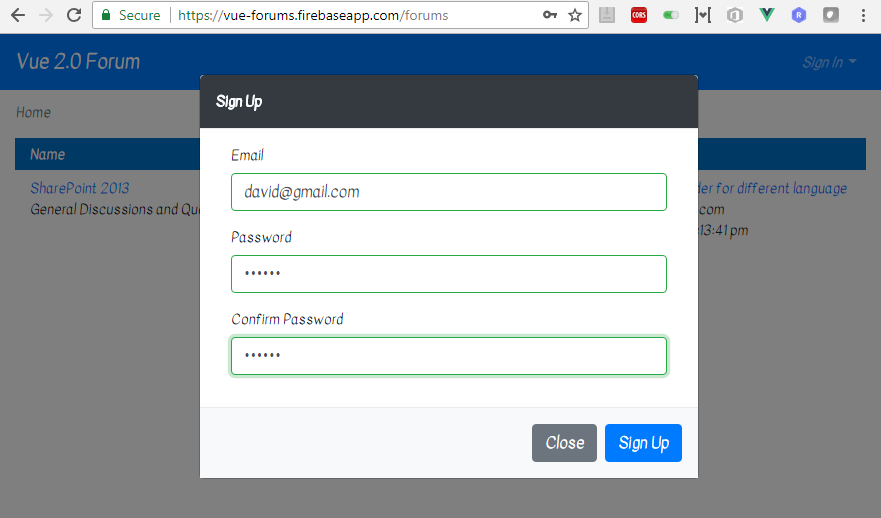 Secure https://vue-forums.firebaseapp.com/forums
CORS
Vue 2.0 Forum
Sign In
Sign Up
Home
Name
Email
david@gmail.com
SharePoint 2013
der for different language
General Discussions and Qu
.com
:13:41 pm
Password
••••••
Confirm Password
••••••
Close
Sign Up